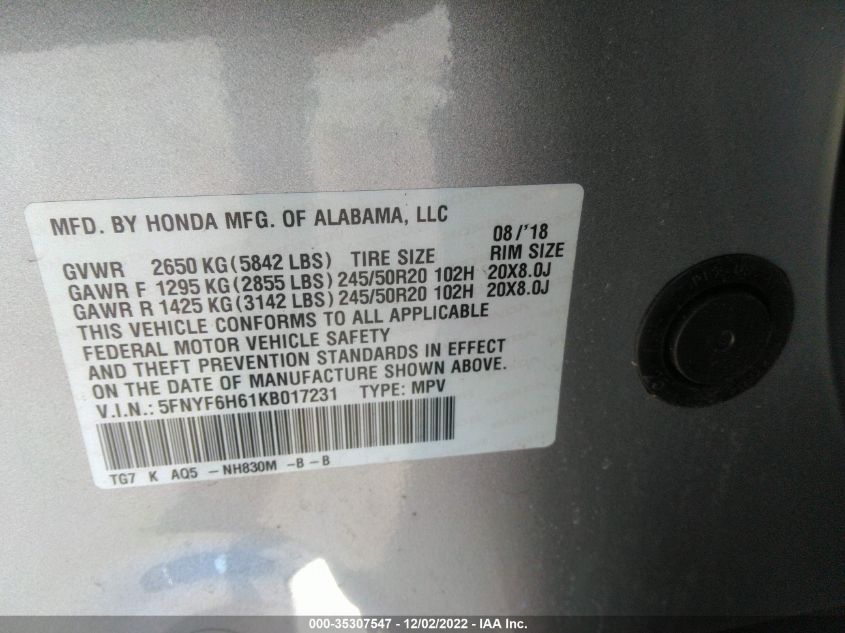 MFD. BY HONDA MFG. OF ALABAMA, LLC
08/'18
GVWR 2650 KG (5842 LBS) TIRE SIZE RIM SIZE
GAWR F 1295 KG (2855 LBS) 245/50R20 102H 20X8.0J
GAWR R 1425 KG (3142 LBS) 245/50R20 102H 20X8.0J
THIS VEHICLE CONFORMS TO ALL APPLICABLE
FEDERAL MOTOR VEHICLE SAFETY
AND THEFT PREVENTION STANDARDS IN EFFECT
ON THE DATE OF MANUFACTURE SHOWN ABOVE.
V.I.N.: 5FNYF6H61KB017231 TYPE: MPV
TG7 K AQ5 - NH830M - B - B
000-35307547 - 12/02/2022 - IAA Inc.